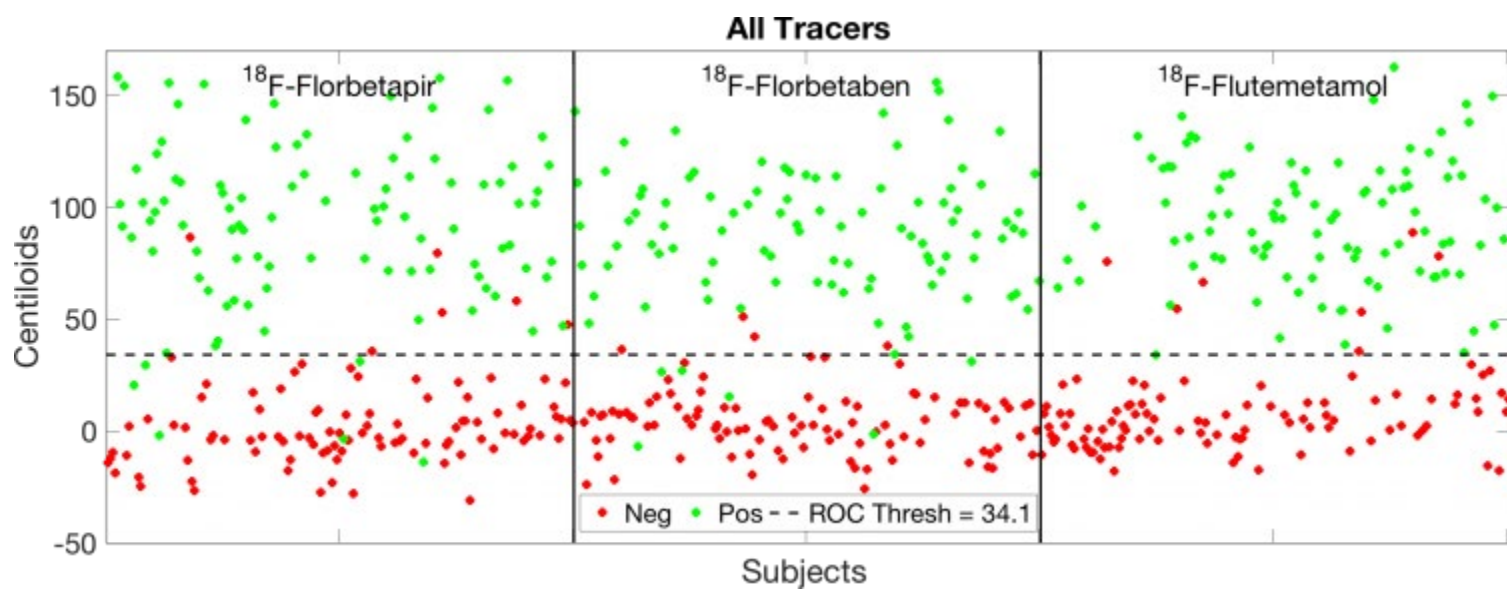 All Tracers
18F-Florbetapir
18F-Florbetaben
18F-Flutemetamol
150
100
50
0
-50
Centiloids
Neg Pos ROC Thresh = 34.1
Subjects